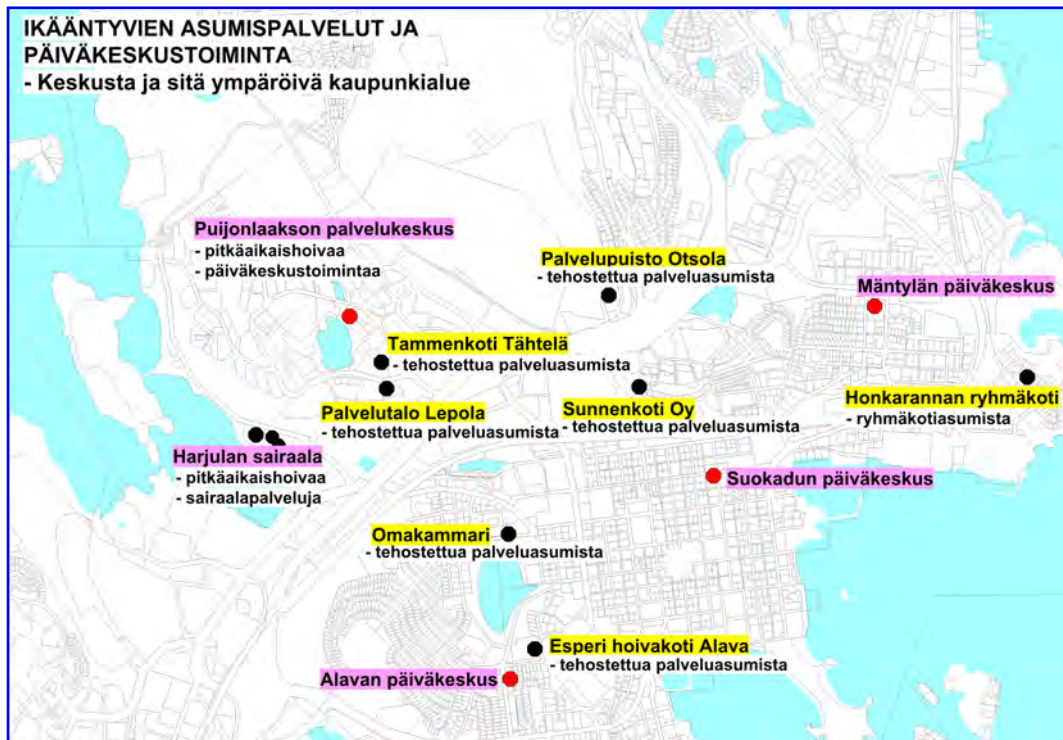 IKÄÄNTYVIEN ASUMISPALVELUT JA
PÄIVÄKESKUSTOIMINTA
- Keskusta ja sitä ympäröivä kaupunkialue
Puijonlaakson palvelukeskus
- pitkäaikaishoivaa
- päiväkeskustoimintaa
Palvelupuisto Otsola
- tehostettua palveluasumista
Mäntylän päiväkeskus
Tammenkoti Tähtelä
- tehostettua palveluasumista
Palvelutalo Lepola
- tehostettua palveluasumista
Sunnenkoti Oy
- tehostettua palveluasumista
Honkarannan ryhmäkoti
- ryhmäkotiasumista
Harjulan sairaala
- pitkäaikaishoivaa
- sairaalapalveluja
Suokadun päiväkeskus
Omakammari
- tehostettua palveluasumista
Esperi hoivakoti Alava
- tehostettua palveluasumista
Alavan päiväkeskus